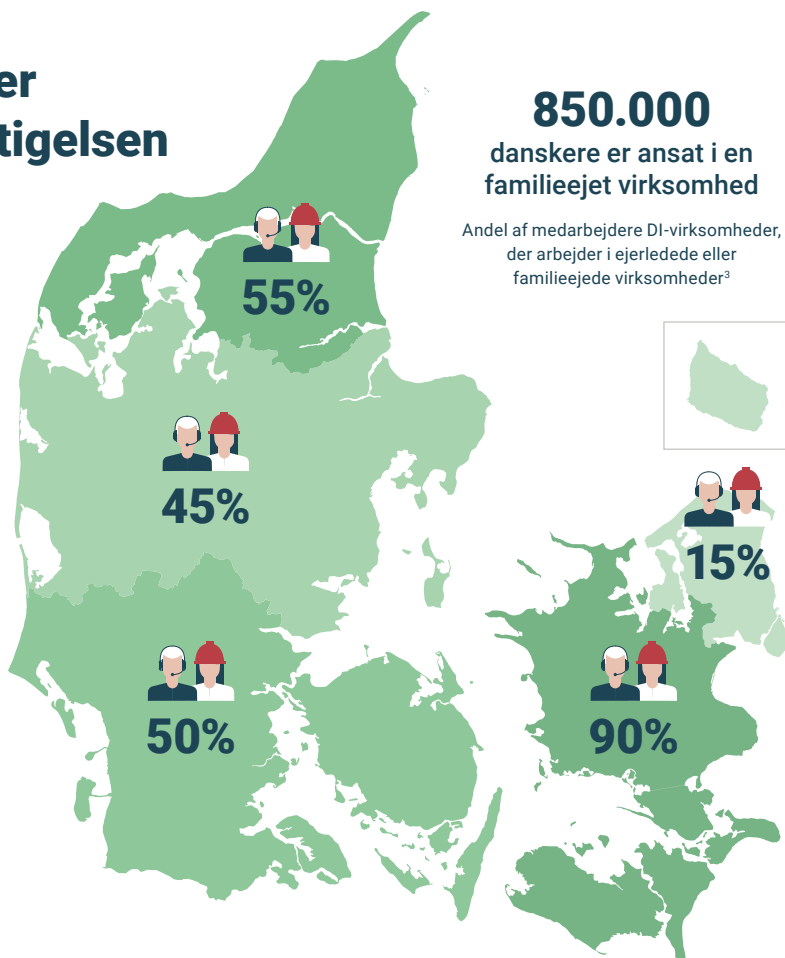 er
tigelsen
850.000
danskere er ansat i en
familieejet virksomhed
Andel af medarbejdere DI-virksomheder,
der arbejder i ejerledede eller
familieejede virksomheder³
55%
45%
15%
50%
90%